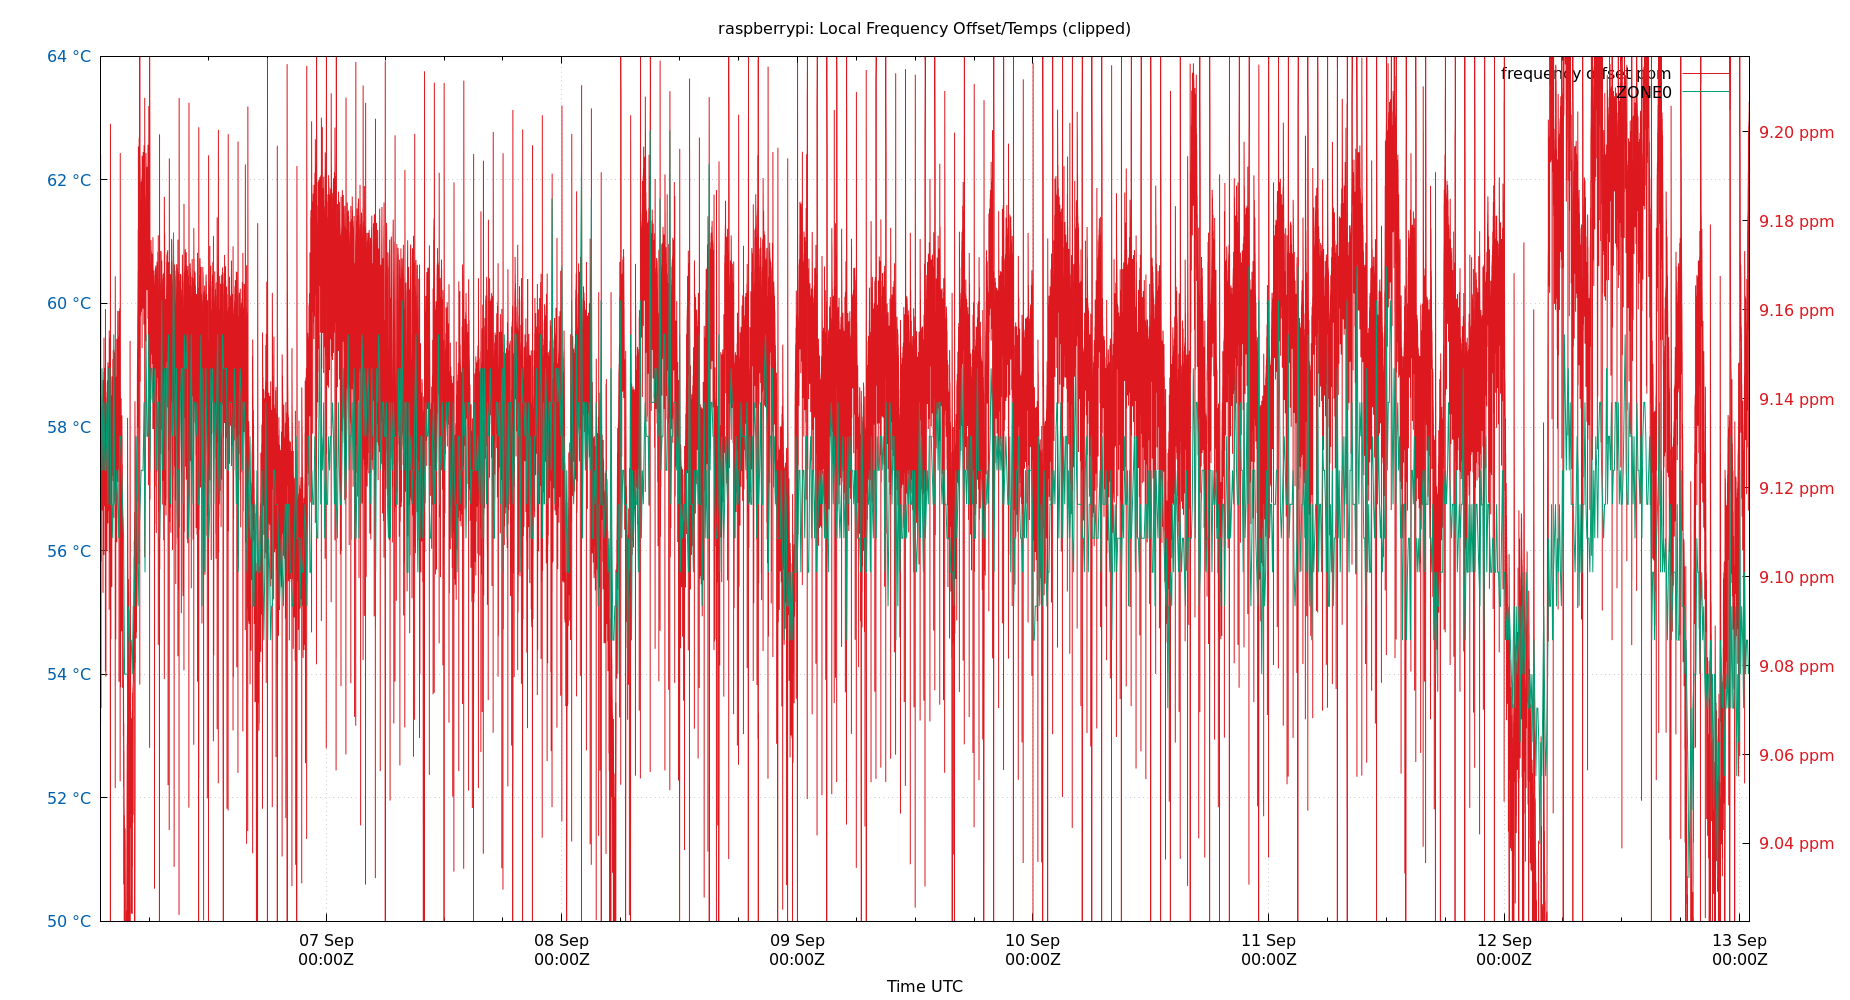 raspberrypi: Local Frequency Offset/Temps (clipped)
64 °C
62 °C
60 °C
58 °C
56 °C
54 °C
52 °C
50 °C
frequency offset ppm
ZONE0
9.20 ppm
9.18 ppm
9.16 ppm
9.14 ppm
9.12 ppm
9.10 ppm
9.08 ppm
9.06 ppm
9.04 ppm
07 Sep
00:00Z
08 Sep
00:00Z
09 Sep
00:00Z
10 Sep
00:00Z
11 Sep
00:00Z
12 Sep
00:00Z
13 Sep
00:00Z
Time UTC